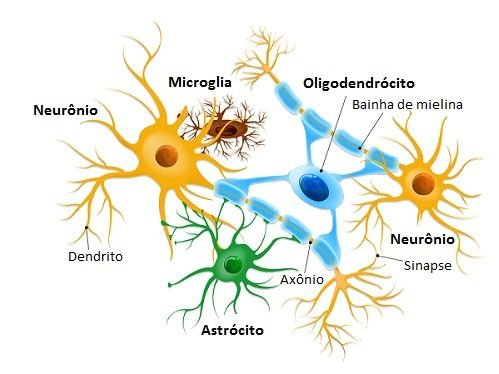 Microglia
Oligodendrócito
Neurônio
Bainha de mielina
Neurônio
Dendrito
Sinapse
Axônio
Astrócito